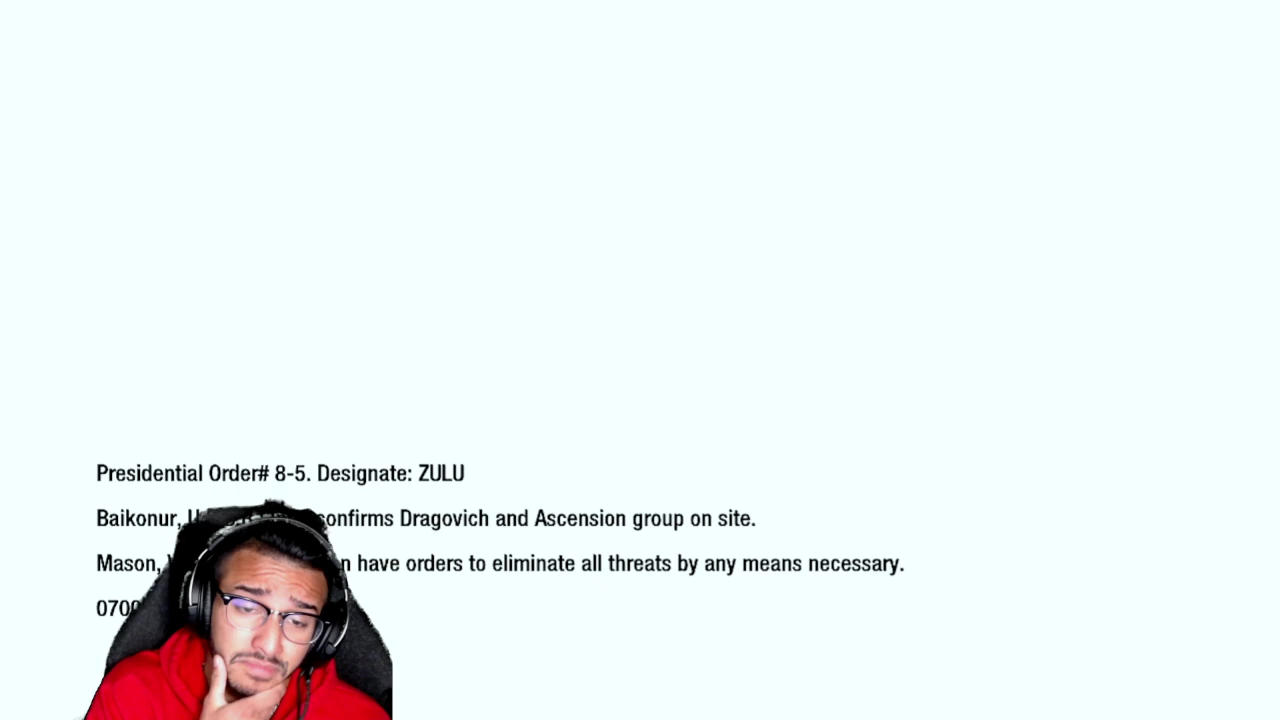 Presidential Order# 8-5. Designate: ZULU
Baikonur, confirms Dragovich and Ascension group on site.
Mason, have orders to eliminate all threats by any means necessary.